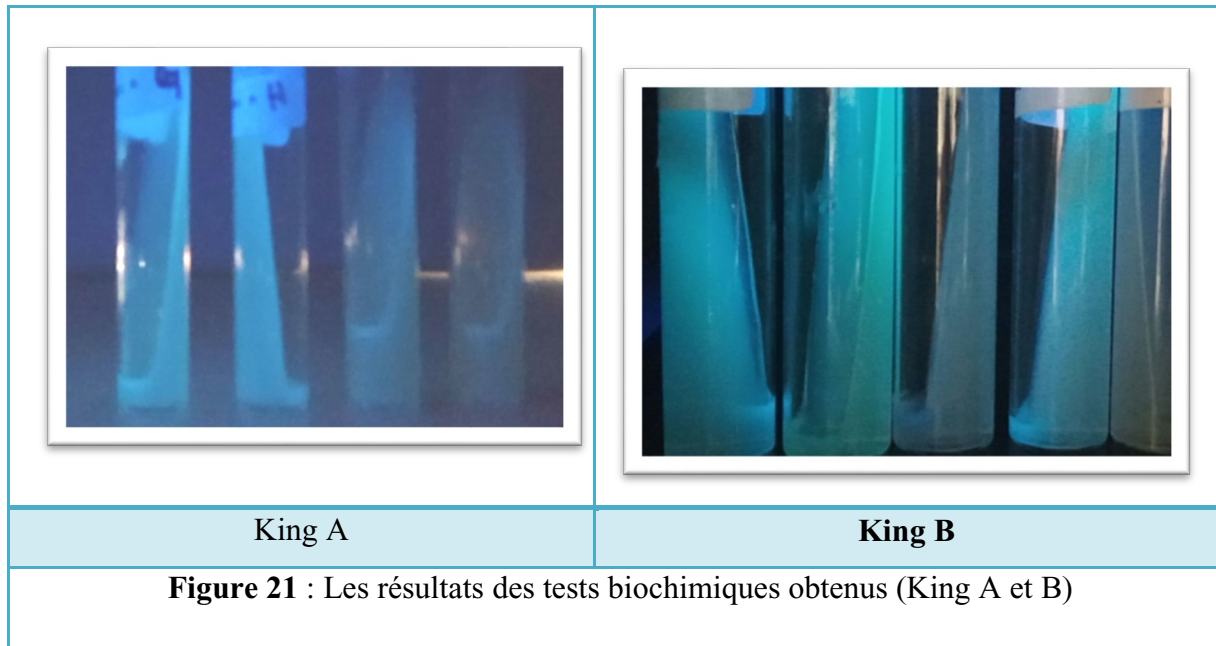 King A
King B
Figure 21 : Les résultats des tests biochimiques obtenus (King A et B)